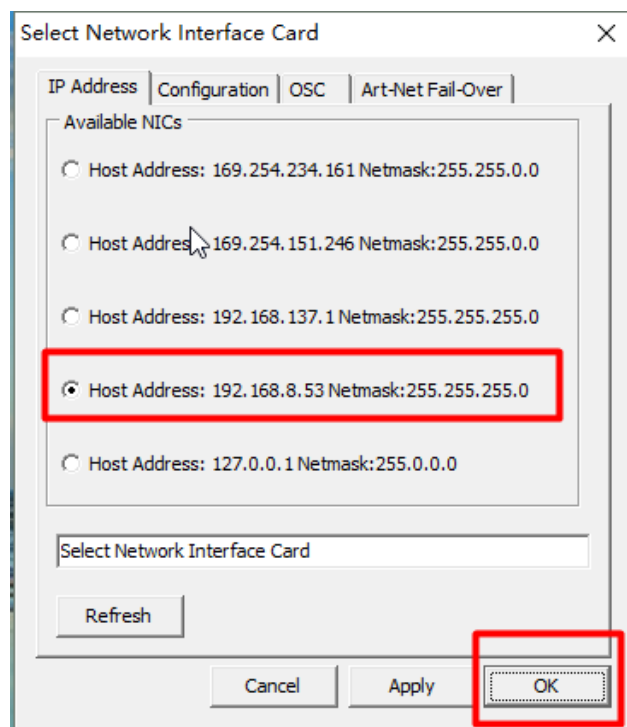 Select Network Interface Card
IP Address Configuration OSC Art-Net Fail-Over
Available NICs
Host Address: 169.254.234.161 Netmask:255.255.0.0
Host Addres 169.254.151.246 Netmask:255.255.0.0
Host Address: 192.168.137.1 Netmask:255.255.255.0
Host Address: 192.168.8.53 Netmask:255.255.255.0
Host Address: 127.0.0.1 Netmask:255.0.0.0
Select Network Interface Card
Refresh
Cancel Apply OK